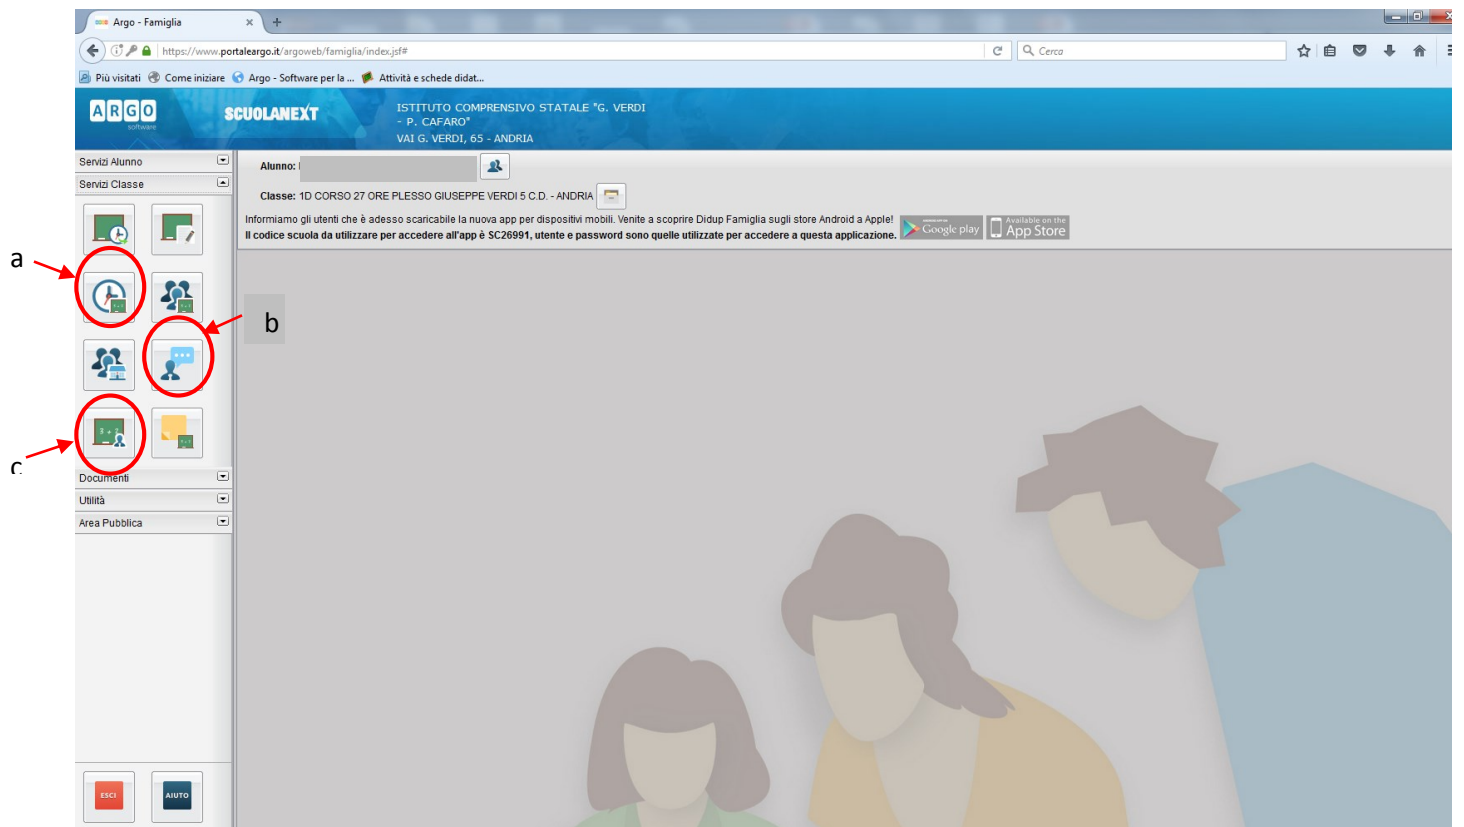 Argo - Famiglia
https://www.portaleargo.it/argoweb/famiglia/index.jsf#
Cerca
Più visitati Come iniziare Argo - Software per la ... Attività e schede didat...
ARGO
software
SCUOLANEXT
ISTITUTO COMPRENSIVO STATALE "G. VERDI
- P. CAFARO"
VAI G. VERDI, 65 - ANDRIA
Servizi Alunno
Servizi Classe
Alunno:
Classe: 1D CORSO 27 ORE PLESSO GIUSEPPE VERDI 5 C.D. - ANDRIA
Informiamo gli utenti che è adesso scaricabile la nuova app per dispositivi mobili. Venite a scoprire Didup Famiglia sugli store Android a Apple!
Il codice scuola da utilizzare per accedere all'app è SC26991, utente e password sono quelle utilizzate per accedere a questa applicazione.
Google play
Available on the
App Store
a
b
c
Documenti
Utilità
Area Pubblica
ESCI
AIUTO